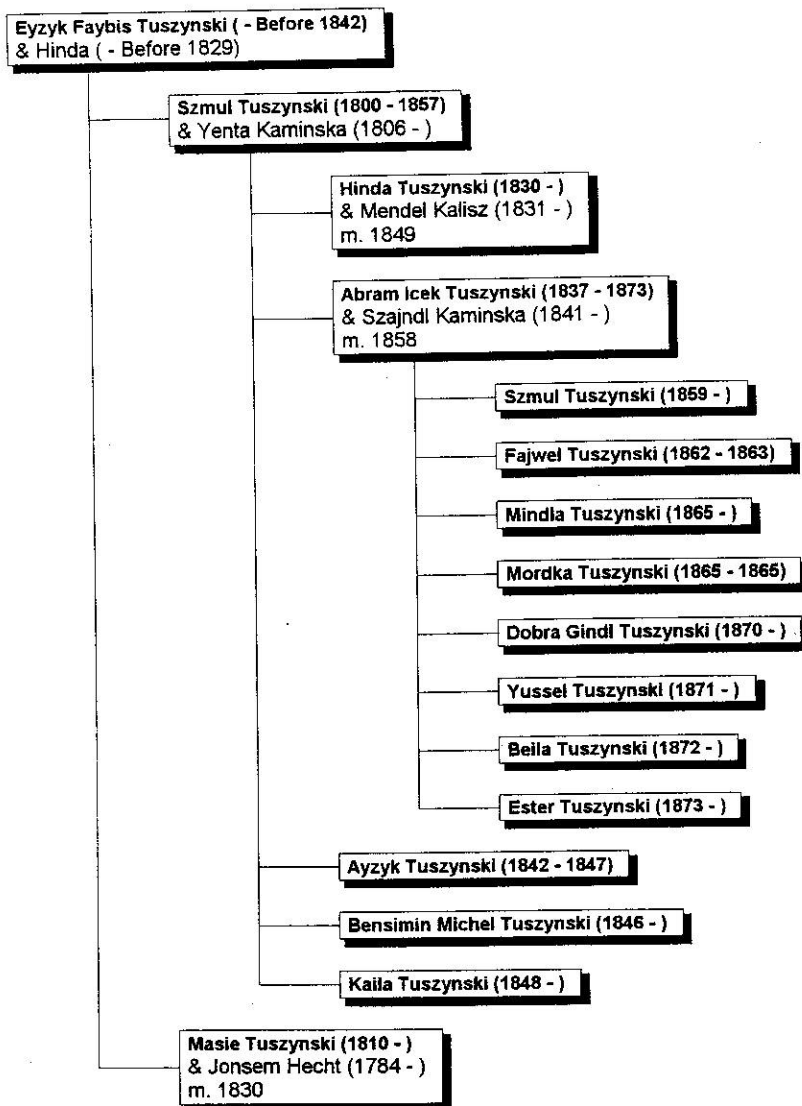 Eyzyk Faybis Tuszynski ( - Before 1842)
& Hinda ( - Before 1829)
Szmul Tuszynski (1800 - 1857)
& Yenta Kaminska (1806 - )
Hinda Tuszynski (1830 - )
& Mendel Kalisz (1831 - )
m. 1849
Abram Icek Tuszynski (1837 - 1873)
& Szajndl Kaminska (1841 - )
m. 1858
Szmul Tuszynski (1859 - )
Fajwel Tuszynski (1862 - 1863)
Mindla Tuszynski (1865 - )
Mordka Tuszynski (1865 - 1865)
Dobra Gindl Tuszynski (1870 - )
Yussel Tuszynski (1871 - )
Beila Tuszynski (1872 - )
Ester Tuszynski (1873 - )
Ayzyk Tuszynski (1842 - 1847)
Bensimin Michel Tuszynski (1846 - )
Kaila Tuszynski (1848 - )
Masie Tuszynski (1810 - )
& Jonsem Hecht (1784 - )
m. 1830